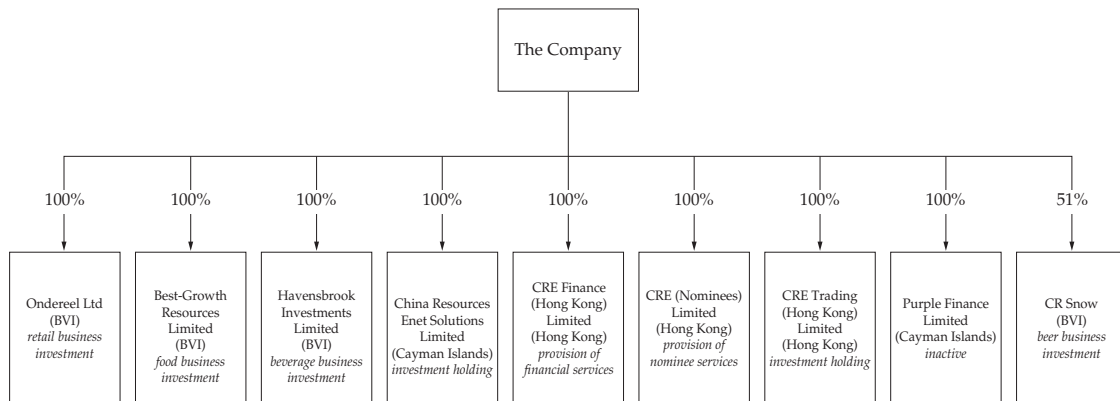 The Company
100%
100%
100%
100%
100%
100%
100%
100%
51%
Ondereel Ltd
(BVI)
retail business
investment
Best-Growth
Resources
Limited
(BVI)
food business
investment
Havensbrook
Investments
Limited
(BVI)
beverage business
investment
China Resources
Enet Solutions
Limited
(Cayman Islands)
investment holding
CRE Finance
(Hong Kong)
Limited
(Hong Kong)
provision of
financial services
CRE (Nominees)
Limited
(Hong Kong)
provision of
nominee services
CRE Trading
(Hong Kong)
Limited
(Hong Kong)
investment holding
Purple Finance
Limited
(Cayman Islands)
inactive
CR Snow
(BVI)
beer business
investment